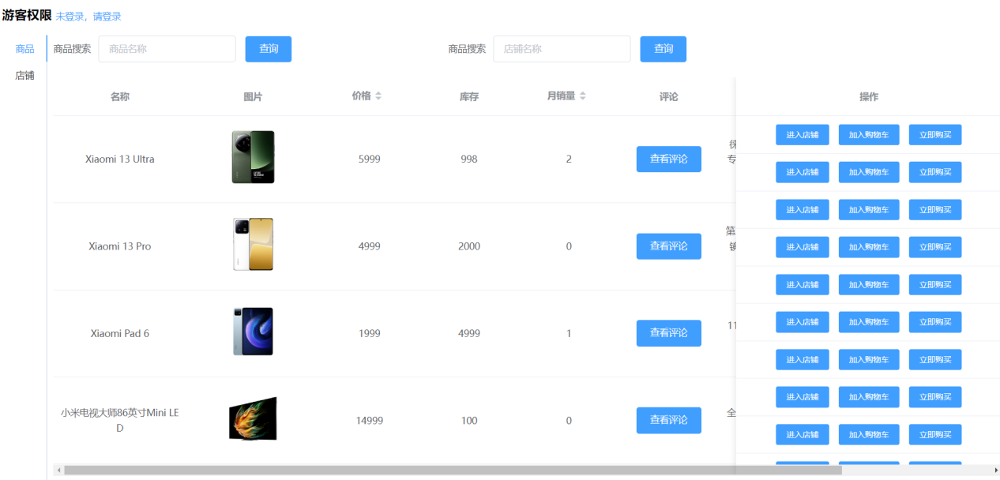 游客权限 未登录，请登录
商品 商品搜索 商品名称 查询 商品搜索 店铺名称 查询
店铺
名称 图片 价格 库存 月销量 评论 操作
进入店铺 加入购物车 立即购买
Xiaomi 13 Ultra 5999 998 2 查看评论
专
进入店铺 加入购物车 立即购买
进入店铺 加入购物车 立即购买
第
Xiaomi 13 Pro 4999 2000 0 查看评论
进入店铺 加入购物车 立即购买
进入店铺 加入购物车 立即购买
进入店铺 加入购物车 立即购买
Xiaomi Pad 6 1999 4999 1 查看评论 11
进入店铺 加入购物车 立即购买
进入店铺 加入购物车 立即购买
小米电视大师86英寸Mini LE
D 14999 100 0 查看评论 全
进入店铺 加入购物车 立即购买